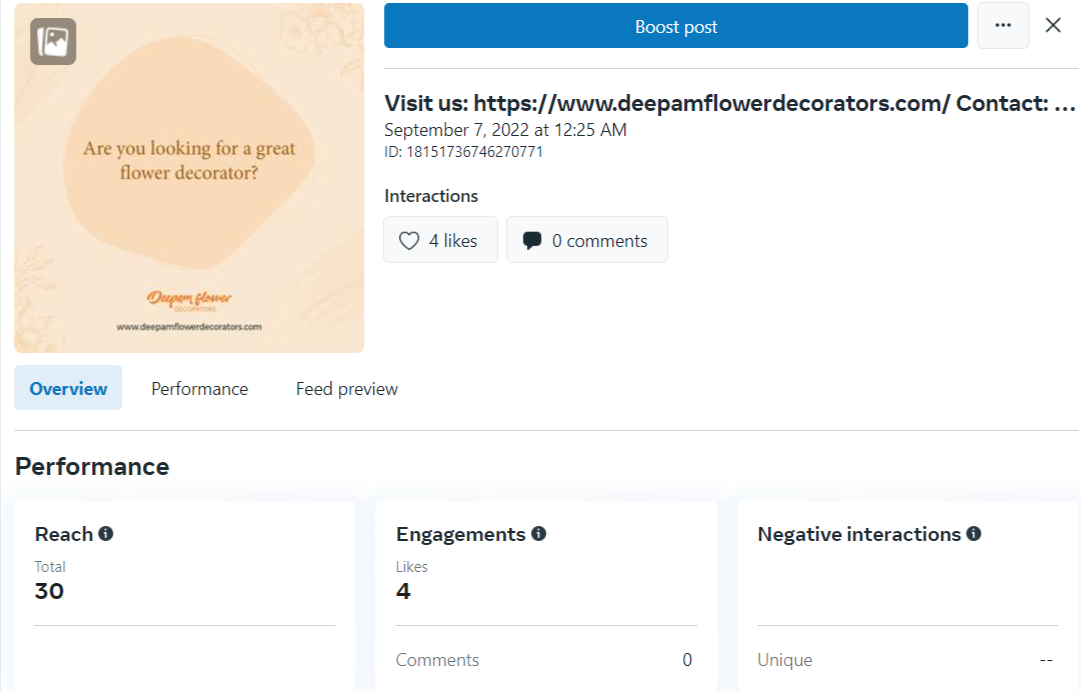 Are you looking for a great
flower decorator?
Deepam flower
DECORATORS
www.deepamflowerdecorators.com
Boost post
...
Visit us: https://www.deepamflowerdecorators.com/ Contact: ...
September 7, 2022 at 12:25 AM
ID: 18151736746270771
Interactions
4 likes
0 comments
Overview
Performance
Feed preview
Performance
Reach
Total
30
Engagements
Likes
4
Comments 0
Negative interactions
Unique --